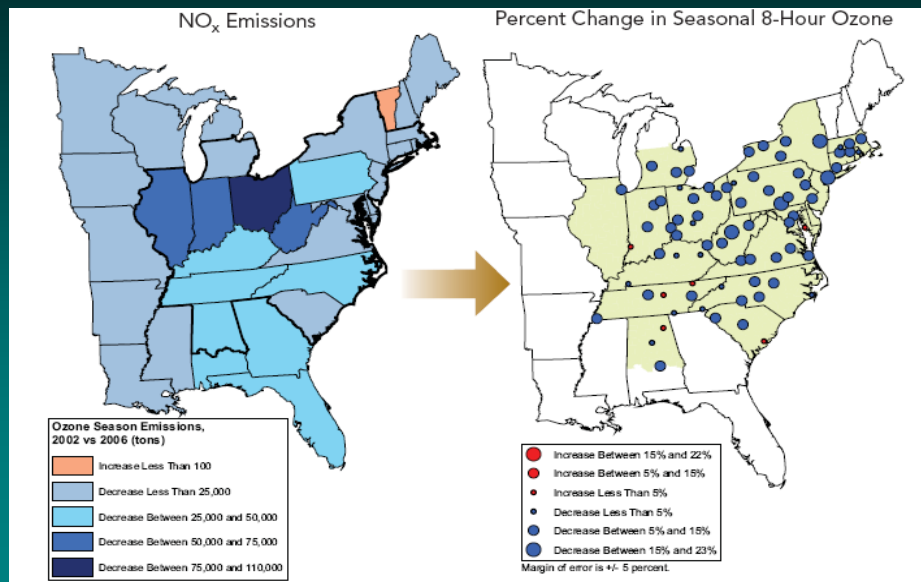 NOx Emissions
Percent Change in Seasonal 8-Hour Ozone
Ozone Season Emissions,
2002 vs 2006 (tons)
Increase Less Than 100
Decrease Less Than 25,000
Decrease Between 25,000 and 50,000
Decrease Between 50,000 and 75,000
Decrease Between 75,000 and 110,000
Increase Between 15% and 22%
Increase Between 5% and 15%
Increase Less Than 5%
Decrease Less Than 5%
Decrease Between 5% and 15%
Decrease Between 15% and 23%
Margin of error is +/- 5 percent.